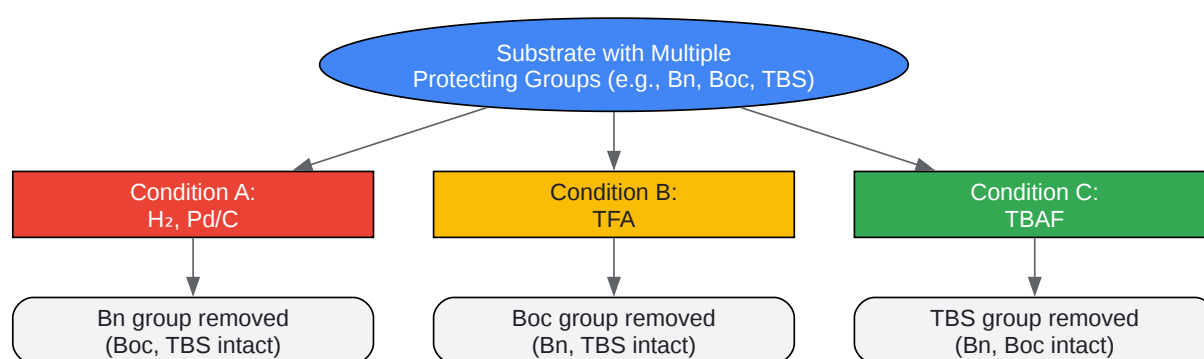 Substrate with Multiple
Protecting Groups (e.g., Bn, Boc, TBS)
Condition A:
H₂, Pd/C
Condition B:
TFA
Condition C:
TBAF
Bn group removed
(Boc, TBS intact)
Boc group removed
(Bn, TBS intact)
TBS group removed
(Bn, Boc intact)